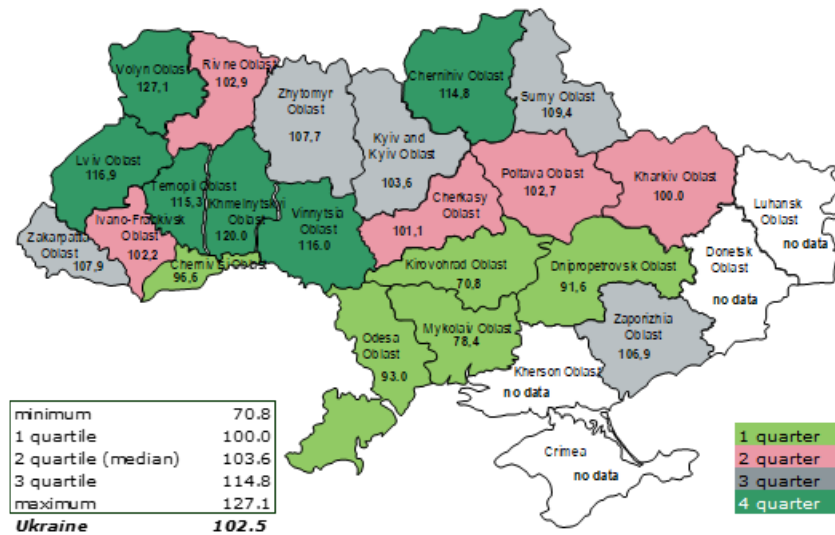 Volyn Oblast
127,1
Rivne Oblast
102,9
Zhytomyr
Oblast
107,7
Kyiv and
Kyiv Oblast
103,6
Chernihiv Oblast
114,8
Sumy Oblast
109,4
Lviv Oblast
116,9
Ternopil Oblast
115,3
Khmelnytskyi
Oblast
120.0
Vinnytsia
Oblast
116.0
Cherkasy
Oblast
101,1
Poltava Oblast
102,7
Kharkiv Oblast
100.0
Luhansk
Oblast
no data
Donetsk
Oblast
no data
Zakarpattia
Oblast
107,9
Ivano-Frankivsk
Oblast
102,2
Chernivtsi Oblast
96,6
Kirovohrad Oblast
70,8
Dnipropetrovsk Oblast
91,6
Zaporizhia
Oblast
106,9
Odesa
Oblast
93.0
Mykolaiv Oblast
78,4
Kherson Oblast
no data
Crimea
no data
minimum 70.8
1 quartile 100.0
2 quartile (median) 103.6
3 quartile 114.8
maximum 127.1
Ukraine 102.5
1 quarter
2 quarter
3 quarter
4 quarter